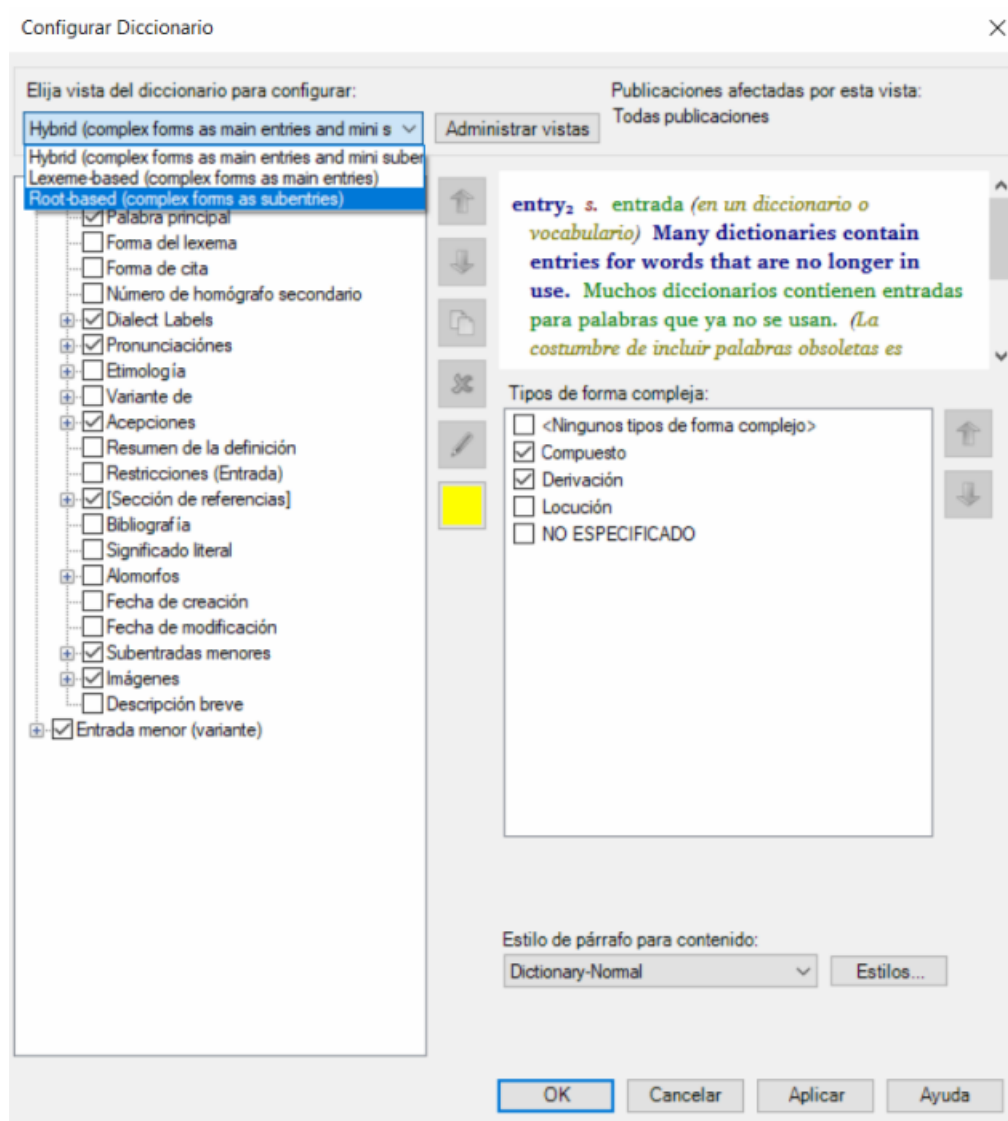 Configurar Diccionario
Elija vista del diccionario para configurar:
Publicaciones afectadas por esta vista:
Hybrid (complex forms as main entries and mini s
Administrar vistas
Todas publicaciones
Hybrid (complex forms as main entries and mini suber
Lexeme-based (complex forms as main entries)
Root-based (complex forms as subentries)
Palabra principal
Forma del lexema
Forma de cita
Número de homógrafo secondario
Dialect Labels
Pronunciaciónes
Etimología
Variante de
Acepciones
Resumen de la definición
Restricciones (Entrada)
[Sección de referencias]
Bibliografía
Significado literal
Alomorfos
Fecha de creación
Fecha de modificación
Subentradas menores
Imágenes
Descripción breve
Entrada menor (variante)
entry₂ s. entrada (en un diccionario o
vocabulario) Many dictionaries contain
entries for words that are no longer in
use. Muchos diccionarios contienen entradas
para palabras que ya no se usan. (La
costumbre de incluir palabras obsoletas es
Tipos de forma compleja:
<Ningunos tipos de forma complejo>
Compuesto
Derivación
Locución
NO ESPECIFICADO
Estilo de párrafo para contenido:
Dictionary-Normal
Estilos...
OK
Cancelar
Aplicar
Ayuda